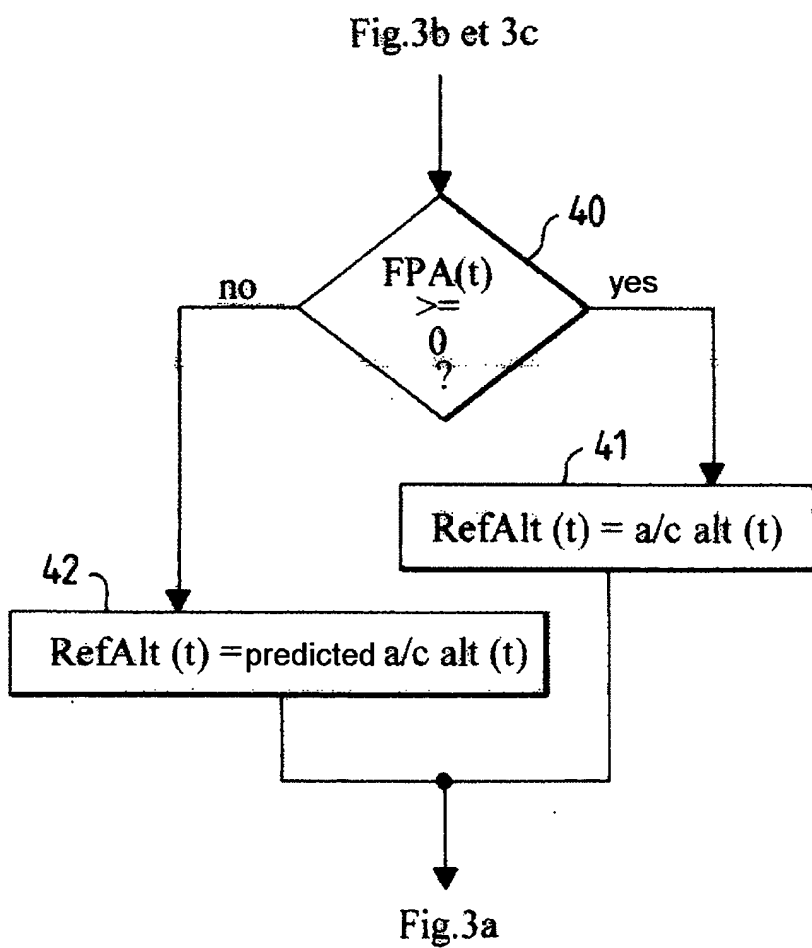 Fig.3b et 3c
40
FPA(t)
>=
0
?
no
yes
41
RefAlt (t) = a/c alt (t)
42
RefAlt (t) =predicted a/c alt (t)
Fig.3a